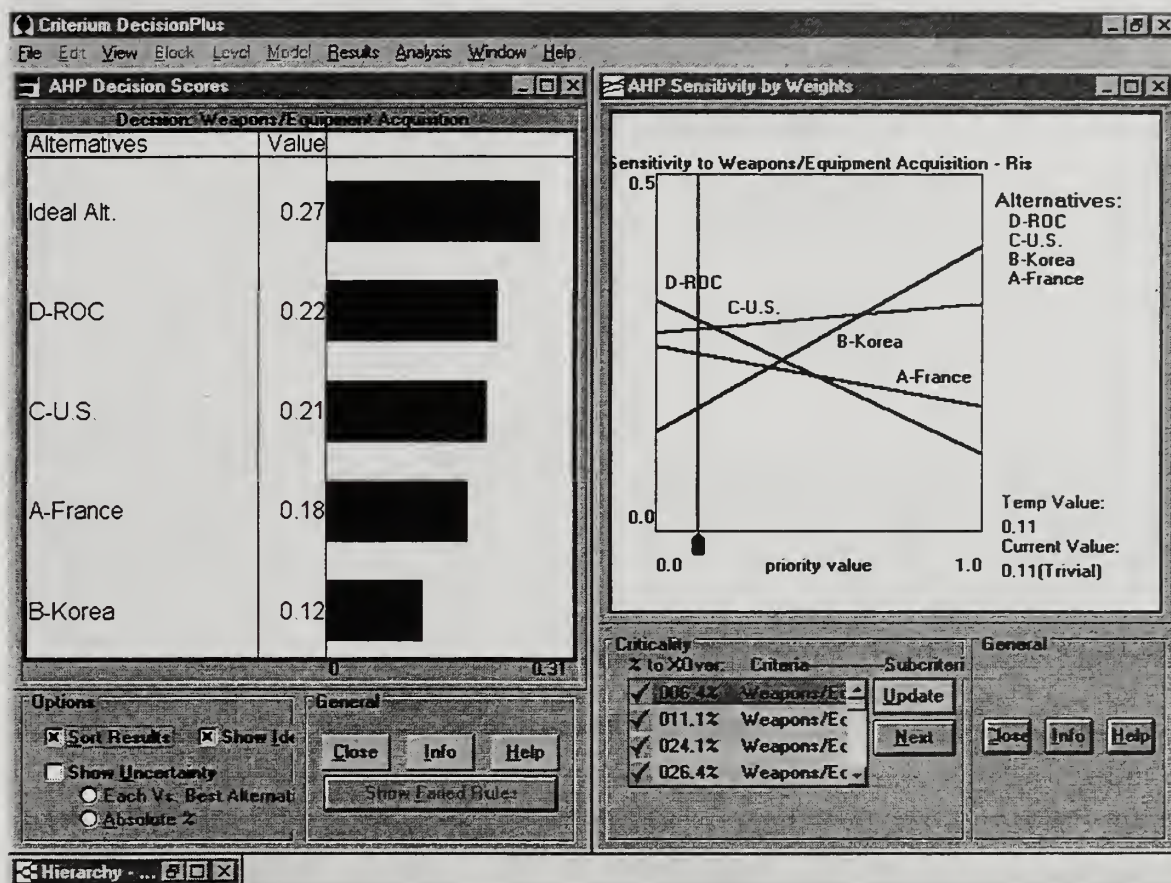 Criterium DecisionPlus
File Edit View Block Level Model Results Analysis Window Help
AHP Decision Scores
Decision: Weapons/Equipment Acquisition
Alternatives Value
Ideal Alt. 0.27
D-ROC 0.22
C-U.S. 0.21
A-France 0.18
B-Korea 0.12
0 0.31
Options
Sort Results Show Ide
Show Uncertainty
Each Vs. Best Alternati
Absolute %
General
Close Info Help
Show Failed Rules
AHP Sensitivity by Weights
Sensitivity to Weapons/Equipment Acquisition - Ris
0.5
D-ROC
C-U.S.
B-Korea
A-France
0.0
0.0 priority value 1.0
Alternatives:
D-ROC
C-U.S.
B-Korea
A-France
Temp Value:
0.11
Current Value:
0.11(Trivial)
Criticality
% to XOver: Criteria Subcriteri
006.4% Weapons/Ec
011.1% Weapons/Ec
024.1% Weapons/Ec
026.4% Weapons/Ec
Update
Next
General
Close Info Help
Hierarchy - ...